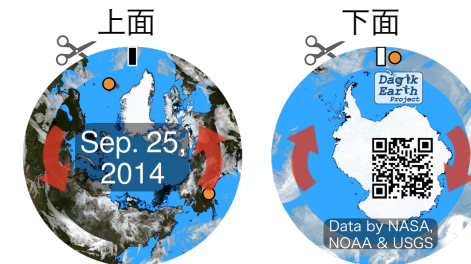 上面
下面
Sep. 25,
2014
Dagik
Earth
Project
Data by NASA,
NOAA & USGS